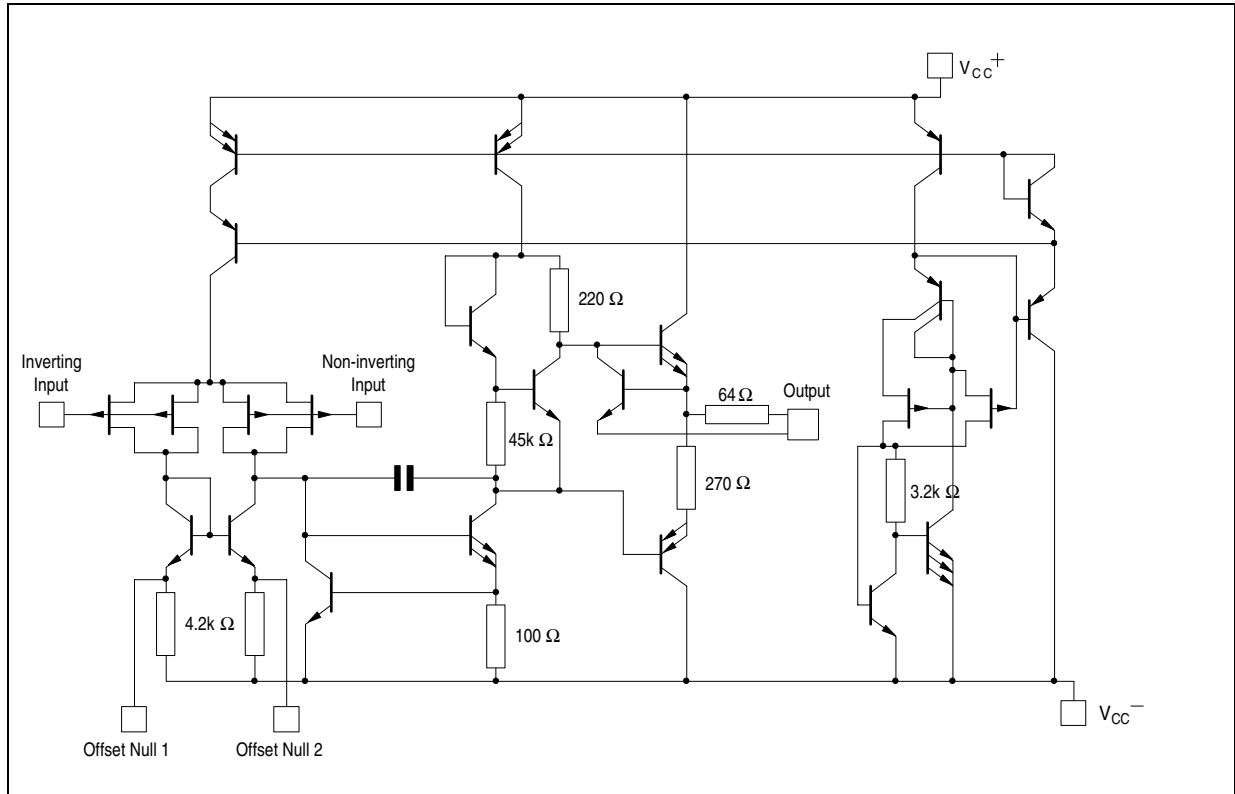 VCC+
220 Ω
Inverting
Input
Non-inverting
Input
64 Ω
Output
45k Ω
270 Ω
3.2k Ω
4.2k Ω
100 Ω
VCC−
Offset Null 1
Offset Null 2